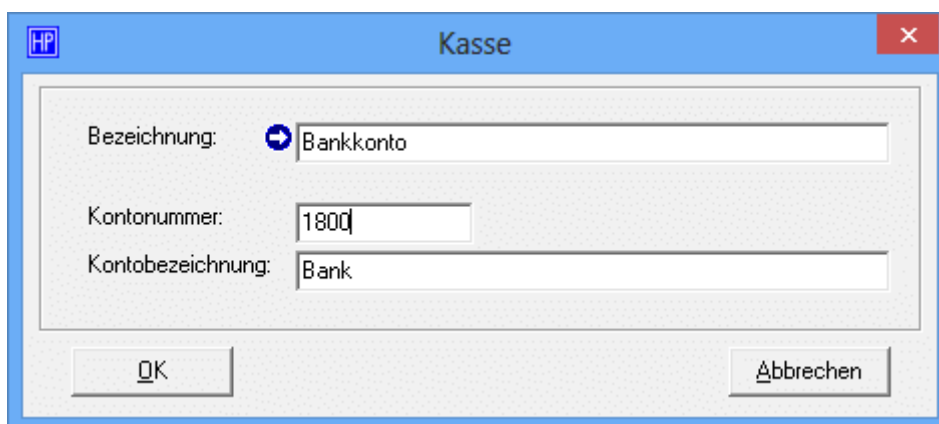 HP Kasse
Bezeichnung: Bankkonto
Kontonummer: 1800
Kontobezeichnung: Bank
OK Abbrechen